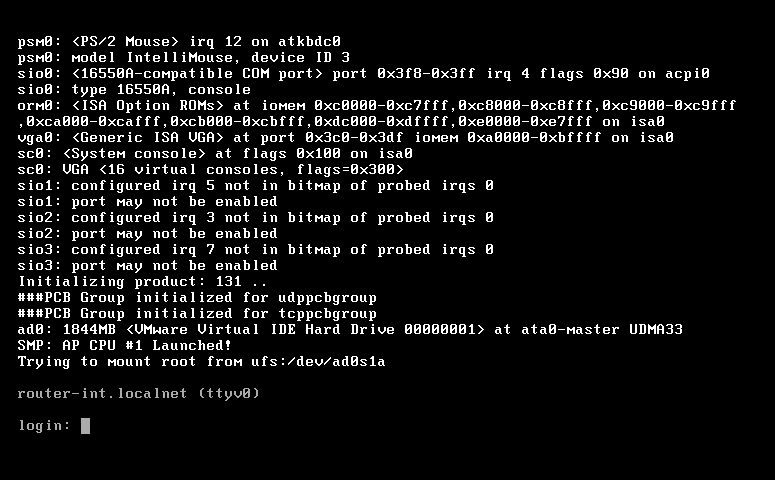 psm0: <PS/2 Mouse> irq 12 on atkbdc0
psm0: model IntelliMouse, device ID 3
sio0: <16550A-compatible COM port> port 0x3f8-0x3ff irq 4 flags 0x90 on acpi0
sio0: type 16550A, console
orm0: <ISA Option ROMs> at iomem 0xc0000-0xc7fff,0xc8000-0xc8fff,0xc9000-0xc9fff
,0xca000-0xcafff,0xcb000-0xcbfff,0xdc000-0xdffff,0xe0000-0xe7fff on isa0
vga0: <Generic ISA VGA> at port 0x3c0-0x3df iomem 0xa0000-0xbffff on isa0
sc0: <System console> at flags 0x100 on isa0
sc0: VGA <16 virtual consoles, flags=0x300>
sio1: configured irq 5 not in bitmap of probed irqs 0
sio1: port may not be enabled
sio2: configured irq 3 not in bitmap of probed irqs 0
sio2: port may not be enabled
sio3: configured irq 7 not in bitmap of probed irqs 0
sio3: port may not be enabled
Initializing product: 131 ..
###PCB Group initialized for udppcbgroup
###PCB Group initialized for tcppcbgroup
ad0: 1844MB <VMware Virtual IDE Hard Drive 00000001> at ata0-master UDMA33
SMP: AP CPU #1 Launched!
Trying to mount root from ufs:/dev/ad0s1a
router-int.localnet (ttyv0)
login: